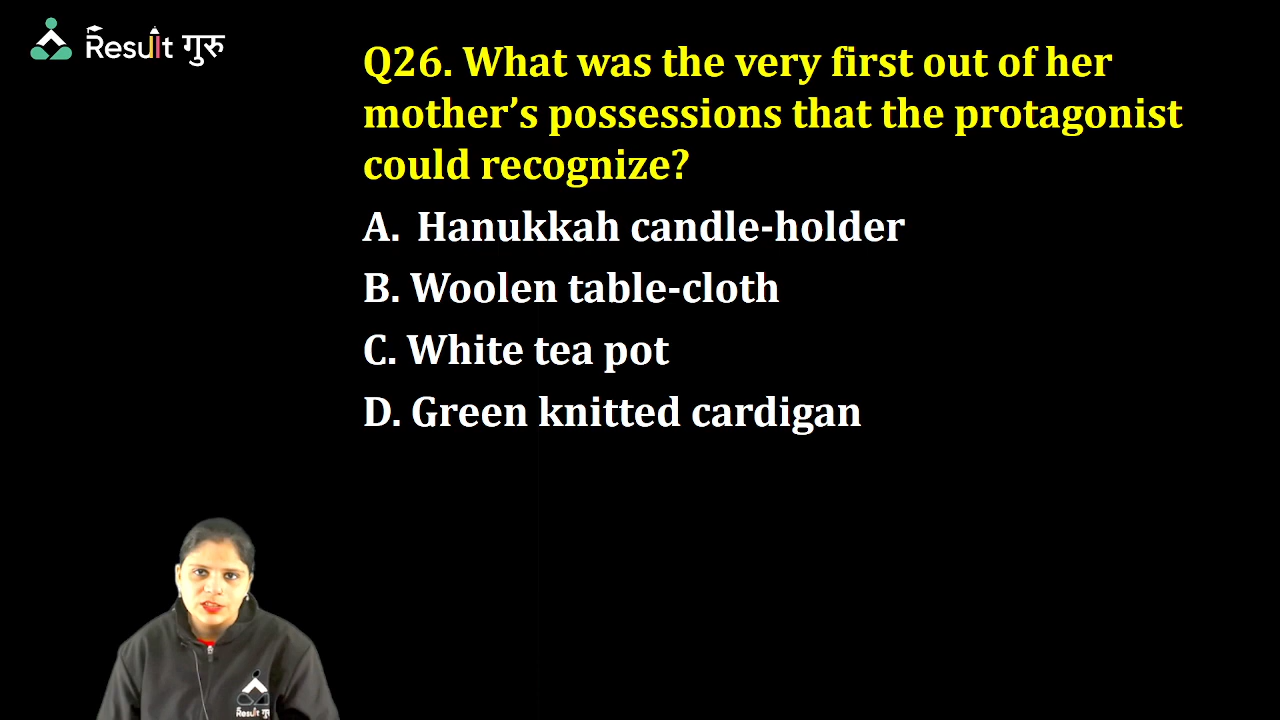 Result गुरु
Q26. What was the very first out of her
mother’s possessions that the protagonist
could recognize?
A. Hanukkah candle-holder
B. Woolen table-cloth
C. White tea pot
D. Green knitted cardigan
Result गुरु